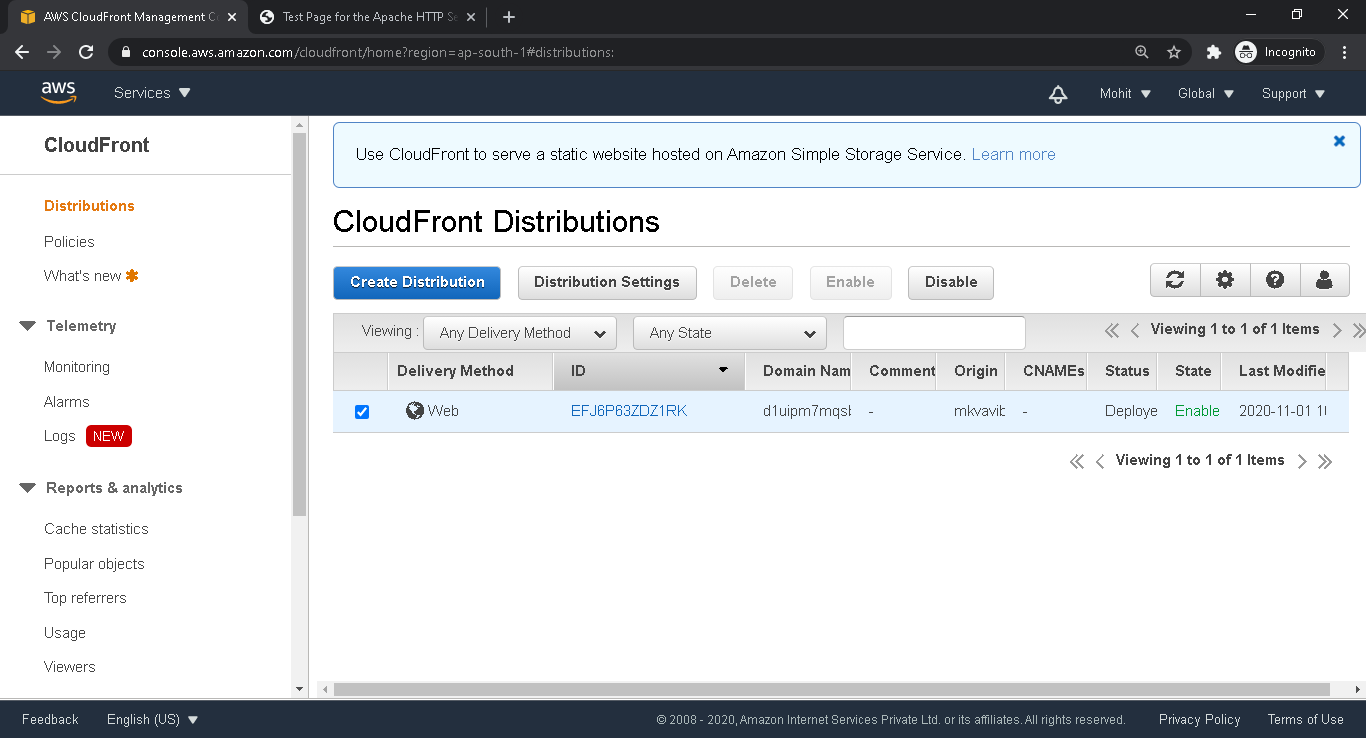 AWS CloudFront Management C
Test Page for the Apache HTTP Se
console.aws.amazon.com/cloudfront/home?region=ap-south-1#distributions:
Incognito
aws
Services
Mohit
Global
Support
CloudFront
Distributions
Policies
What's new
Telemetry
Monitoring
Alarms
Logs NEW
Reports & analytics
Cache statistics
Popular objects
Top referrers
Usage
Viewers
Use CloudFront to serve a static website hosted on Amazon Simple Storage Service. Learn more
CloudFront Distributions
Create Distribution Distribution Settings Delete Enable Disable
Viewing : Any Delivery Method Any State Viewing 1 to 1 of 1 Items
Delivery Method ID Domain Nam Comment Origin CNAMEs Status State Last Modifie
Web EFJ6P63ZDZ1RK d1uipm7mqsl - mkvavib - Deploye Enable 2020-11-01 1
Viewing 1 to 1 of 1 Items
Feedback English (US) © 2008 - 2020, Amazon Internet Services Private Ltd. or its affiliates. All rights reserved. Privacy Policy Terms of Use